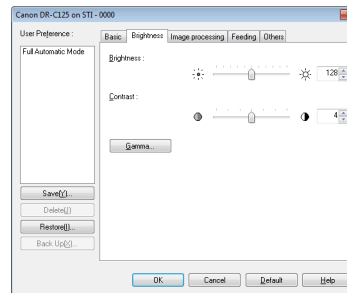 Canon DR-C125 on STI - 0000
User Preference :
Full Automatic Mode
Save(Y)...
Delete(J)
Restore(I)...
Back Up(X)...
Basic
Brightness
Image processing
Feeding
Others
Brightness :
128
Contrast :
4
Gamma...
OK
Cancel
Default
Help